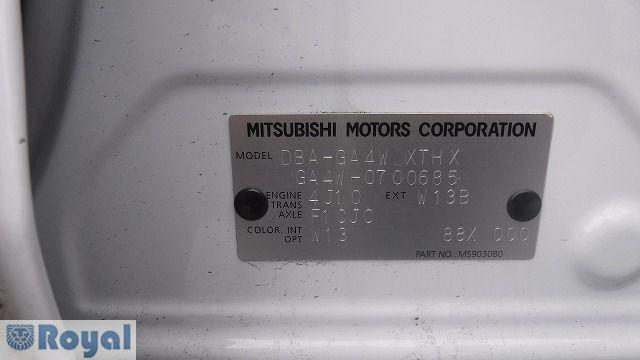 MITSUBISHI MOTORS CORPORATION
MODEL DBA-GA4W XTHX
GA4W-0700685
ENGINE 4J10 EXT W13B
TRANS
AXLE F1CJC
COLOR. INT W13 88X 000
OPT
PART NO.: MS903080
Royal